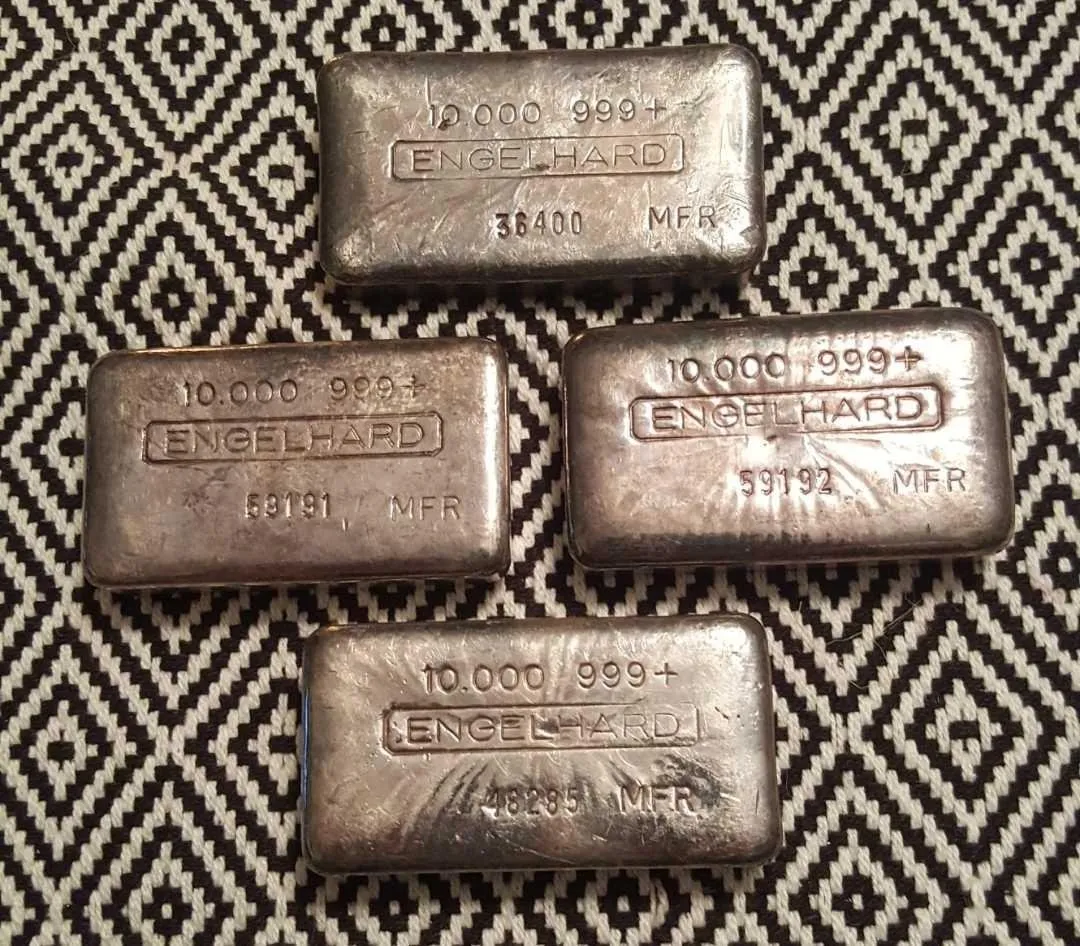 10.000 999+
ENGELHARD
36400 MFR
10.000 999+
ENGELHARD
59191 MFR
10.000 999+
ENGELHARD
59192 MFR
10.000 999+
ENGELHARD
48285 MFR